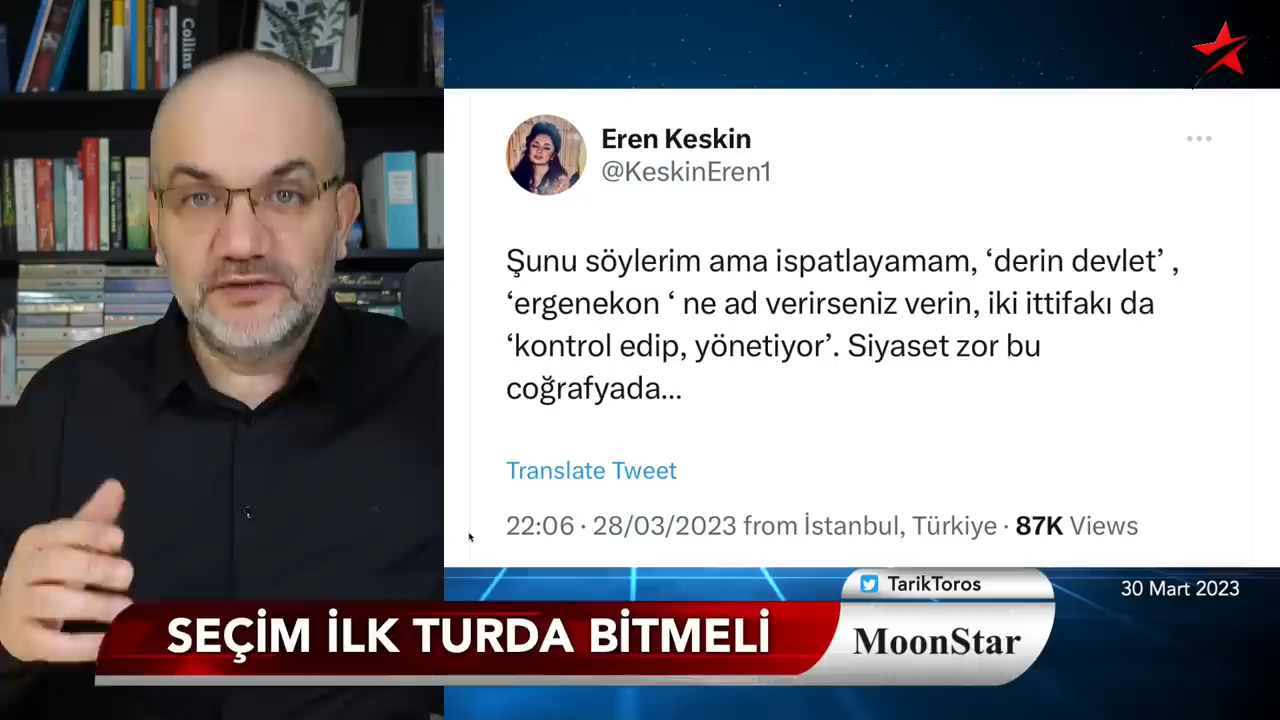 Collins
Eren Keskin
@KeskinEren1
Şunu söylerim ama ispatlayamam, ‘derin devlet’ ,
‘ergenekon ‘ ne ad verirseniz verin, iki ittifakı da
‘kontrol edip, yönetiyor’. Siyaset zor bu
coğrafyada...
Translate Tweet
22:06 · 28/03/2023 from İstanbul, Türkiye · 87K Views
TarikToros
30 Mart 2023
SEÇİM İLK TURDA BİTMELİ
MoonStar